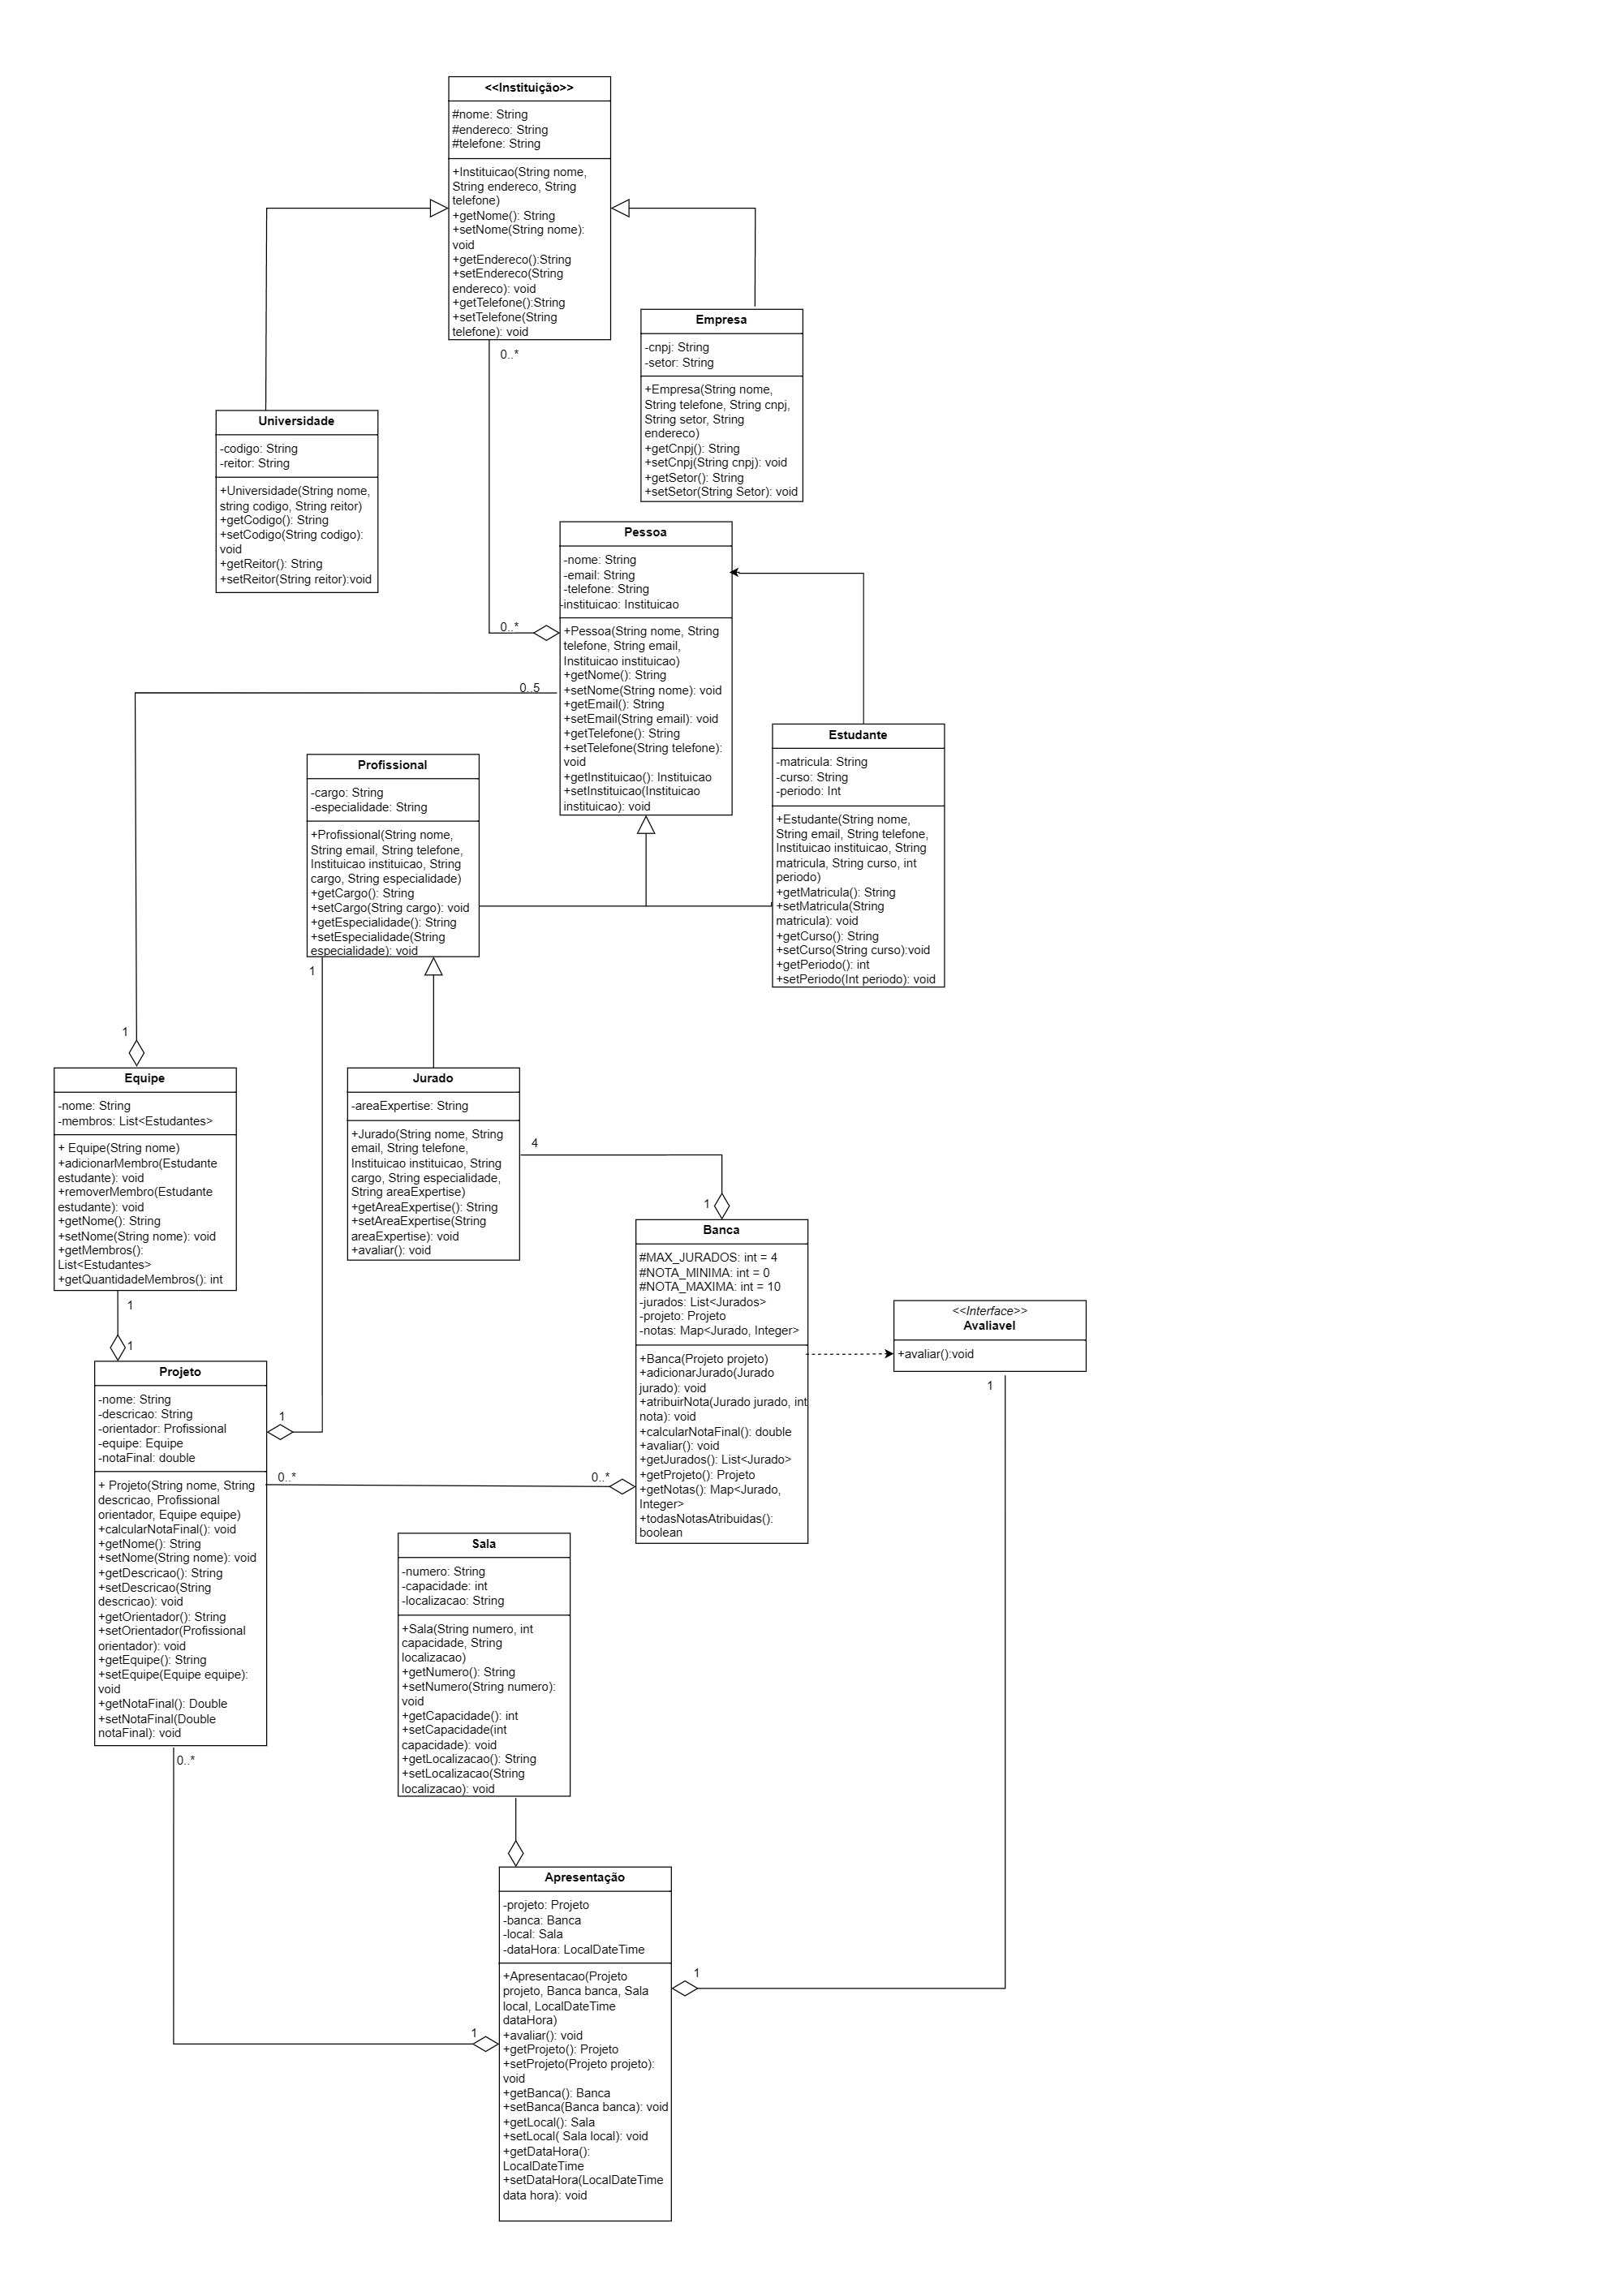 <<Instituição>>
#nome: String
#endereco: String
#telefone: String
+Instituicao(String nome,
String endereco, String
telefone)
+getNome(): String
+setNome(String nome):
void
+getEndereco():String
+setEndereco(String
endereco): void
+getTelefone():String
+setTelefone(String
telefone): void
0..*
Empresa
-cnpj: String
-setor: String
+Empresa(String nome,
String telefone, String cnpj,
String setor, String
endereco)
+getCnpj(): String
+setCnpj(String cnpj): void
+getSetor(): String
+setSetor(String Setor): void
Universidade
-codigo: String
-reitor: String
+Universidade(String nome,
string codigo, String reitor)
+getCodigo(): String
+setCodigo(String codigo):
void
+getReitor(): String
+setReitor(String reitor):void
Pessoa
-nome: String
-email: String
-telefone: String
-instituicao: Instituicao
+Pessoa(String nome, String
telefone, String email,
Instituicao instituicao)
+getNome(): String
+setNome(String nome): void
+getEmail(): String
+setEmail(String email): void
+getTelefone(): String
+setTelefone(String telefone):
void
+getInstituicao(): Instituicao
+setInstituicao(Instituicao
instituicao): void
0..*
0..5
Estudante
-matricula: String
-curso: String
-periodo: Int
+Estudante(String nome,
String email, String telefone,
Instituicao instituicao, String
matricula, String curso, int
periodo)
+getMatricula(): String
+setMatricula(String
matricula): void
+getCurso(): String
+setCurso(String curso):void
+getPeriodo(): int
+setPeriodo(Int periodo): void
Profissional
-cargo: String
-especialidade: String
+Profissional(String nome,
String email, String telefone,
Instituicao instituicao, String
cargo, String especialidade)
+getCargo(): String
+setCargo(String cargo): void
+getEspecialidade(): String
+setEspecialidade(String
especialidade): void
1
1
Equipe
-nome: String
-membros: List<Estudantes>
+ Equipe(String nome)
+adicionarMembro(Estudante
estudante): void
+removerMembro(Estudante
estudante): void
+getNome(): String
+setNome(String nome): void
+getMembros():
List<Estudantes>
+getQuantidadeMembros(): int
1
1
Jurado
-areaExpertise: String
+Jurado(String nome, String
email, String telefone,
Instituicao instituicao, String
cargo, String especialidade,
String areaExpertise)
+getAreaExpertise(): String
+setAreaExpertise(String
areaExpertise): void
+avaliar(): void
4
1
Banca
#MAX_JURADOS: int = 4
#NOTA_MINIMA: int = 0
#NOTA_MAXIMA: int = 10
-jurados: List<Jurados>
-projeto: Projeto
-notas: Map<Jurado, Integer>
+Banca(Projeto projeto)
+adicionarJurado(Jurado
jurado): void
+atribuirNota(Jurado jurado, int
nota): void
+calcularNotaFinal(): double
+avaliar(): void
+getJurados(): List<Jurado>
+getProjeto(): Projeto
+getNotas(): Map<Jurado,
Integer>
+todasNotasAtribuidas():
boolean
<<Interface>>
Avaliavel
+avaliar():void
1
Projeto
-nome: String
-descricao: String
-orientador: Profissional
-equipe: Equipe
-notaFinal: double
+ Projeto(String nome, String
descricao, Profissional
orientador, Equipe equipe)
+calcularNotaFinal(): void
+getNome(): String
+setNome(String nome): void
+getDescricao(): String
+setDescricao(String
descricao): void
+getOrientador(): String
+setOrientador(Profissional
orientador): void
+getEquipe(): String
+setEquipe(Equipe equipe):
void
+getNotaFinal(): Double
+setNotaFinal(Double
notaFinal): void
1
0..*
0..*
0..*
Sala
-numero: String
-capacidade: int
-localizacao: String
+Sala(String numero, int
capacidade, String
localizacao)
+getNumero(): String
+setNumero(String numero):
void
+getCapacidade(): int
+setCapacidade(int
capacidade): void
+getLocalizacao(): String
+setLocalizacao(String
localizacao): void
Apresentação
-projeto: Projeto
-banca: Banca
-local: Sala
-dataHora: LocalDateTime
+Apresentacao(Projeto
projeto, Banca banca, Sala
local, LocalDateTime
dataHora)
+avaliar(): void
+getProjeto(): Projeto
+setProjeto(Projeto projeto):
void
+getBanca(): Banca
+setBanca(Banca banca): void
+getLocal(): Sala
+setLocal( Sala local): void
+getDataHora():
LocalDateTime
+setDataHora(LocalDateTime
data hora): void
1
1